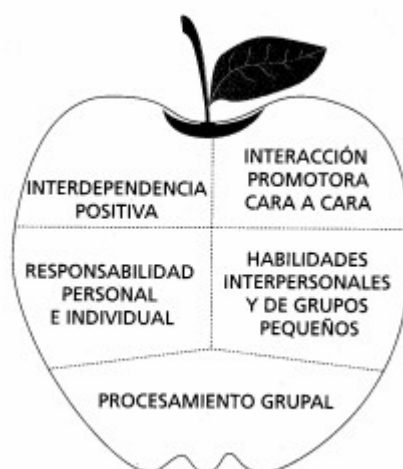 INTERDEPENDENCIA
POSITIVA
INTERACCIÓN
PROMOTORA
CARA A CARA
RESPONSABILIDAD
PERSONAL
E INDIVIDUAL
HABILIDADES
INTERPERSONALES
Y DE GRUPOS
PEQUEÑOS
PROCESAMIENTO GRUPAL